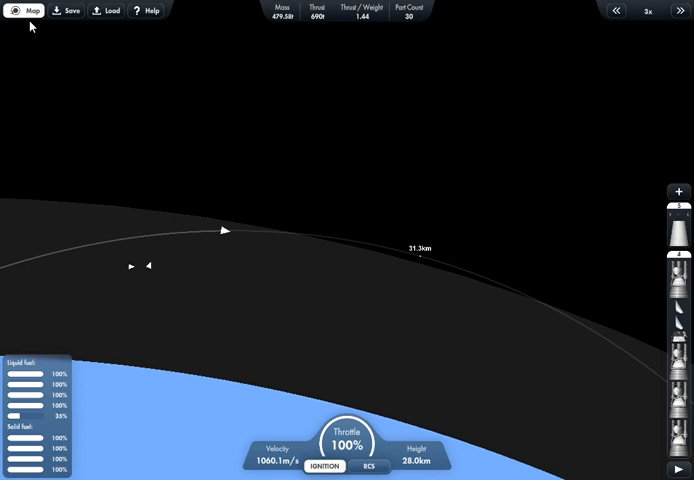 Map
Save
Load
Help
Mass
479.58t
Thrust
690t
Thrust / Weight
1.44
Part Count
30
3x
31.3km
5
4
Liquid fuel:
100%
100%
100%
100%
35%
Solid fuel:
100%
100%
100%
100%
Throttle
100%
Velocity
1060.1m/s
Height
28.0km
IGNITION
RCS